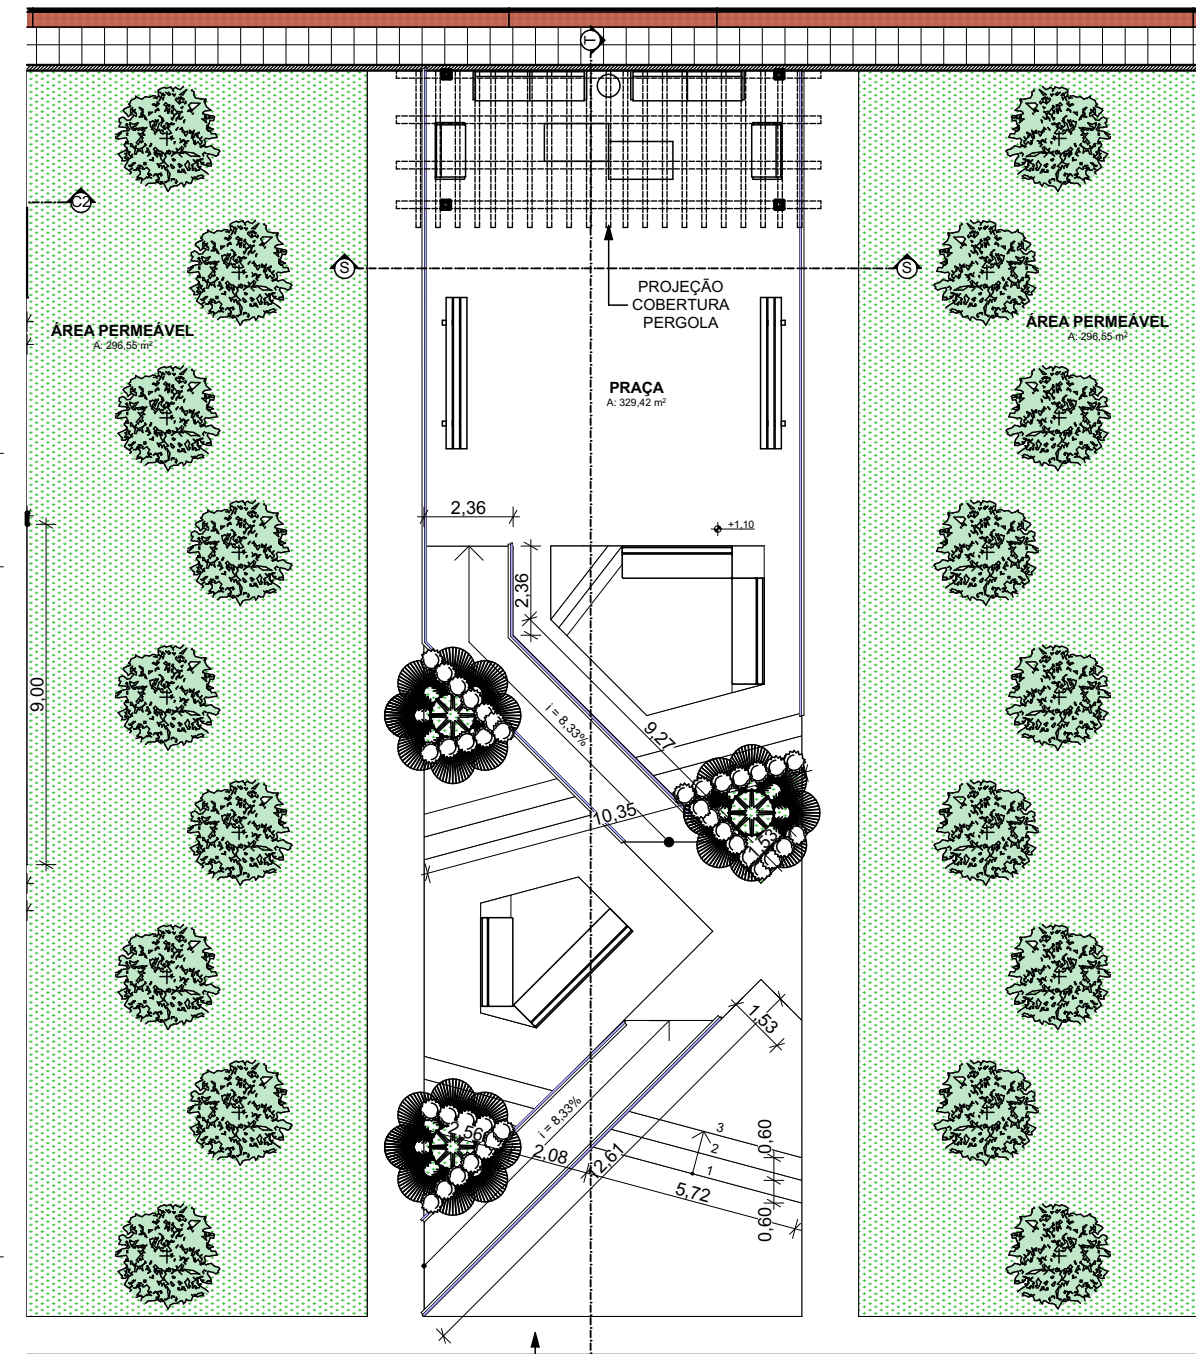 T
C2
S
S
PROJEÇÃO
COBERTURA
PERGOLA
ÁREA PERMEÁVEL
A: 296,55 m²
ÁREA PERMEÁVEL
A: 296,55 m²
PRAÇA
A: 329,42 m²
2,36
+1,10
2,36
9,00
i = 8,33%
9,27
10,35
1,53
i = 8,33%
2,56
2,08
12,61
3
2
1
0,60
5,72
0,60